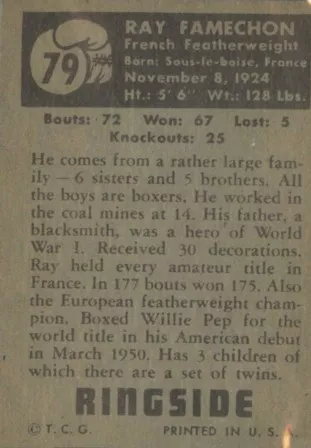 79
RAY FAMECHON
French Featherweight
Born: Sous-le-boise, France
November 8, 1924
Ht.: 5' 6" Wt.: 128 Lbs.
Bouts: 72 Won: 67 Lost: 5
Knockouts: 25
He comes from a rather large fam-
ily — 6 sisters and 5 brothers. All
the boys are boxers. He worked in
the coal mines at 14. His father, a
blacksmith, was a hero of World
War I. Received 30 decorations.
Ray held every amateur title in
France. In 177 bouts won 175. Also
the European featherweight cham-
pion. Boxed Willie Pep for the
world title in his American debut
in March 1950. Has 3 children of
which there are a set of twins.
RINGSIDE
© T. C. G. PRINTED IN U. S. A.